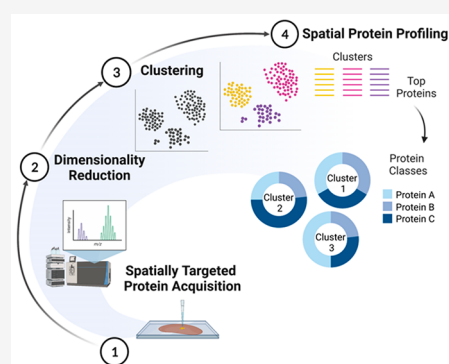 4
Spatial Protein Profiling
3
Clustering
Clusters
Top
Proteins
2
Dimensionality
Reduction
Protein
Classes
Protein A
Protein B
Protein C
Cluster
1
Cluster
2
Cluster
3
Intensity
m/z
Spatially Targeted
Protein Acquisition
1